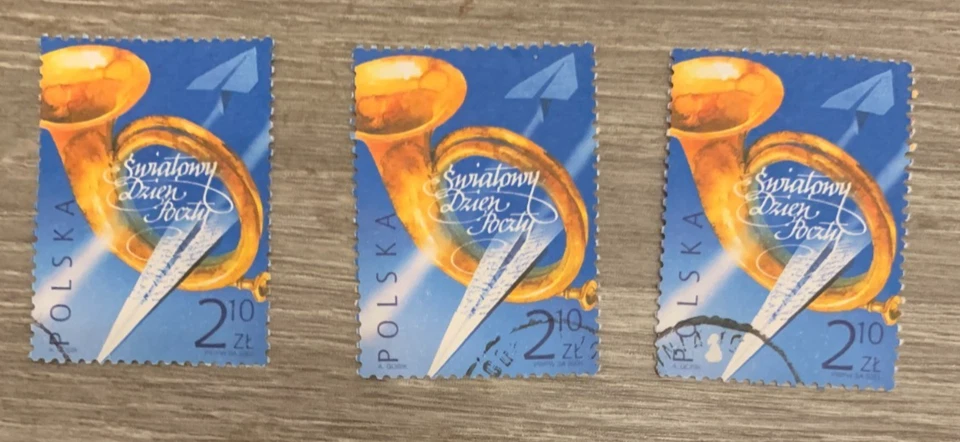 POLSKA
Światowy
Dzień
Poczty
2 10
ZŁ
POLSKA
Światowy
Dzień
Poczty
2 10
ZŁ
POLSKA
Światowy
Dzień
Poczty
2 10
ZŁ